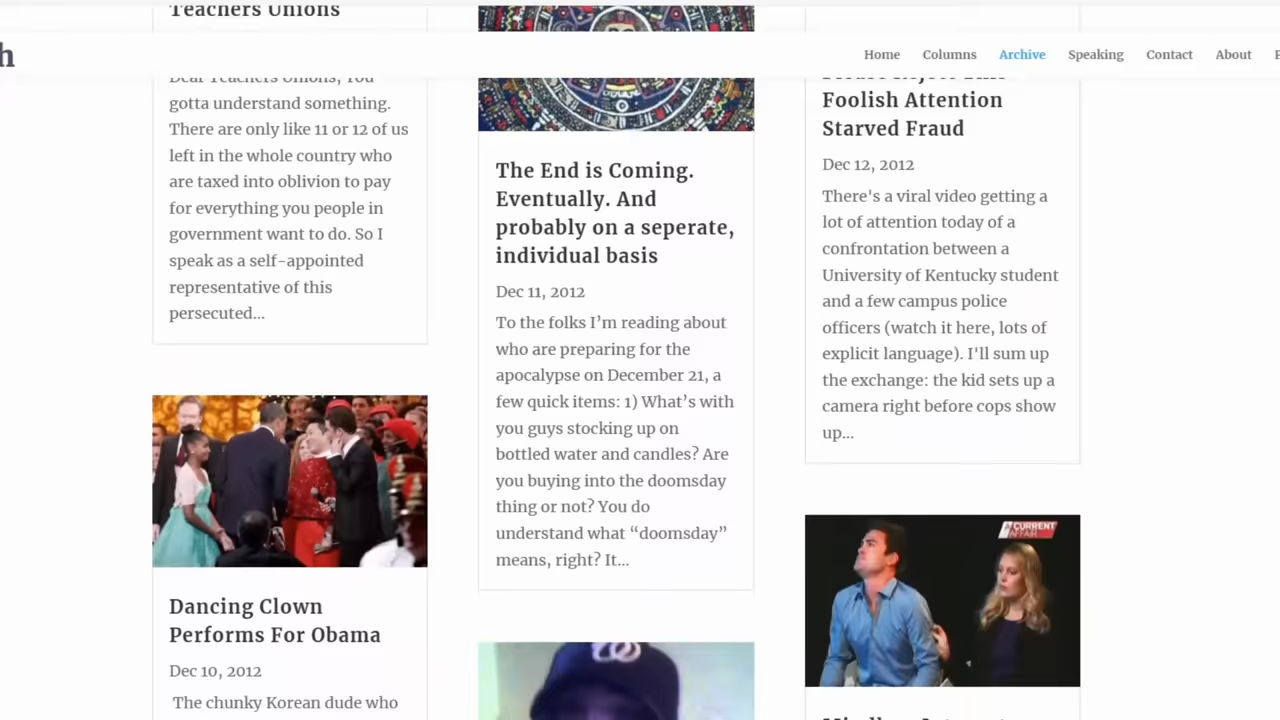 h
Home
Columns
Archive
Speaking
Contact
About
Teachers Unions
Dear Teachers Unions, You
gotta understand something.
There are only like 11 or 12 of us
left in the whole country who
are taxed into oblivion to pay
for everything you people in
government want to do. So I
speak as a self-appointed
representative of this
persecuted...
Dancing Clown
Performs For Obama
Dec 10, 2012
The chunky Korean dude who
The End is Coming.
Eventually. And
probably on a seperate,
individual basis
Dec 11, 2012
To the folks I’m reading about
who are preparing for the
apocalypse on December 21, a
few quick items: 1) What’s with
you guys stocking up on
bottled water and candles? Are
you buying into the doomsday
thing or not? You do
understand what “doomsday”
means, right? It...
Foolish Attention
Starved Fraud
Dec 12, 2012
There's a viral video getting a
lot of attention today of a
confrontation between a
University of Kentucky student
and a few campus police
officers (watch it here, lots of
explicit language). I'll sum up
the exchange: the kid sets up a
camera right before cops show
up...
A CURRENT
AFFAIR